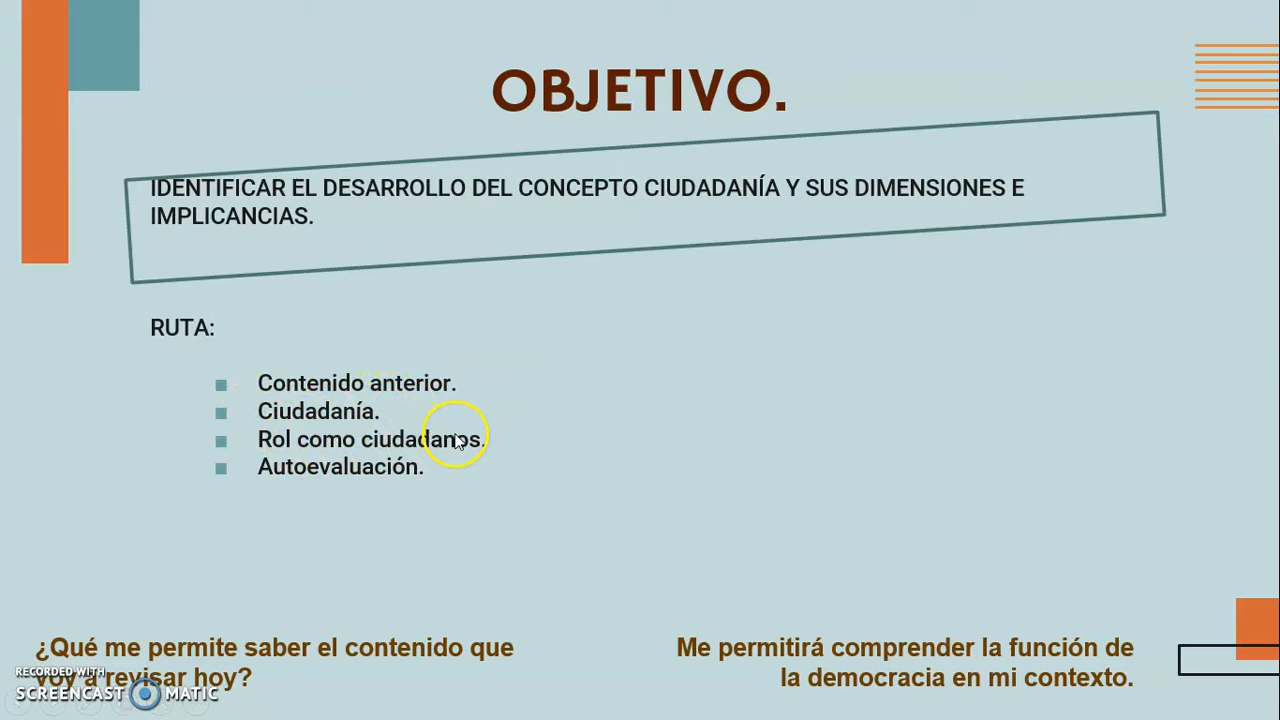 OBJETIVO.
IDENTIFICAR EL DESARROLLO DEL CONCEPTO CIUDADANÍA Y SUS DIMENSIONES E
IMPLICANCIAS.
RUTA:
Contenido anterior.
Ciudadanía.
Rol como ciudadanos.
Autoevaluación.
¿Qué me permite saber el contenido que
voy a revisar hoy?
Me permitirá comprender la función de
la democracia en mi contexto.
RECORDED WITH
SCREENCAST MATIC